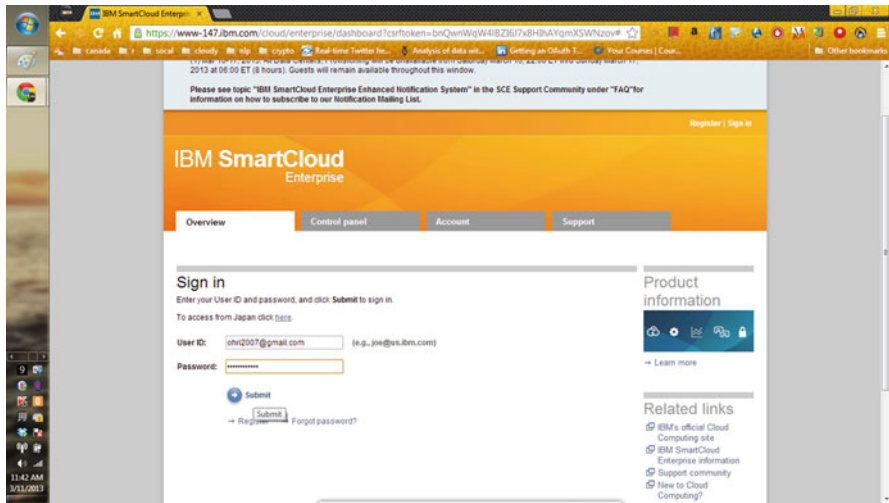 IBM SmartCloud Enterpris
https://www-147.ibm.com/cloud/enterprise/dashboard?csrftoken=
canada
social
cloudy
nlp
crypto
Real-time Twitter he...
Analysis of data wit...
Getting an OAuth T...
Your Courses | Cour...
Other bookmarks
2013 at 06:00 ET (8 hours). Guests will remain available throughout this window.
Please see topic "IBM SmartCloud Enterprise Enhanced Notification System" in the SCE Support Community under "FAQ"for
information on how to subscribe to our Notification Mailing List.
Register | Sign in
IBM SmartCloud
Enterprise
Overview
Control panel
Account
Support
Sign in
Enter your User ID and password, and click Submit to sign in.
To access from Japan click here.
User ID:
ohri2007@gmail.com
(e.g., joe@us.ibm.com)
Password:
Submit
Submit
→ Register
→ Forgot password?
Product
information
→ Learn more
Related links
IBM's official Cloud
Computing site
IBM SmartCloud
Enterprise information
Support community
New to Cloud
Computing?
11:42 AM
3/11/2013